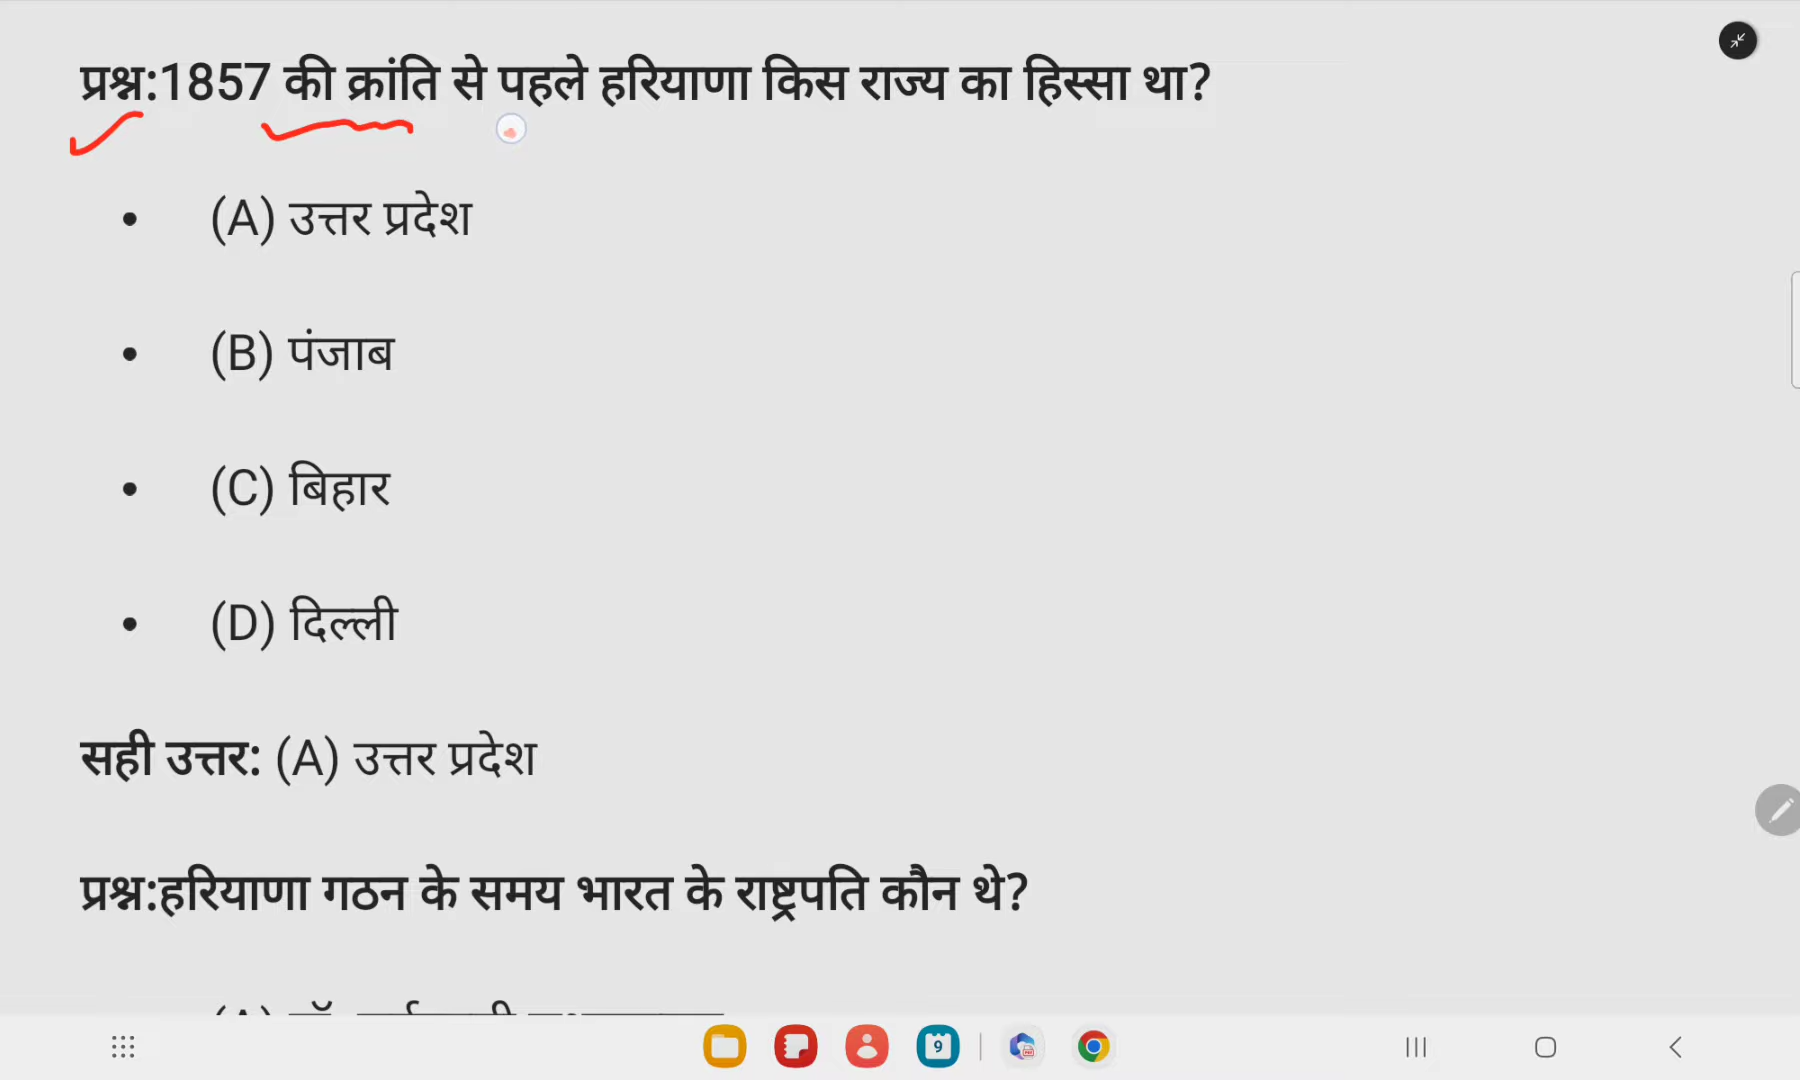 प्रश्न:1857 की क्रांति से पहले हरियाणा किस राज्य का हिस्सा था?
• (A) उत्तर प्रदेश
• (B) पंजाब
• (C) बिहार
• (D) दिल्ली
सही उत्तर: (A) उत्तर प्रदेश
प्रश्न:हरियाणा गठन के समय भारत के राष्ट्रपति कौन थे?
9